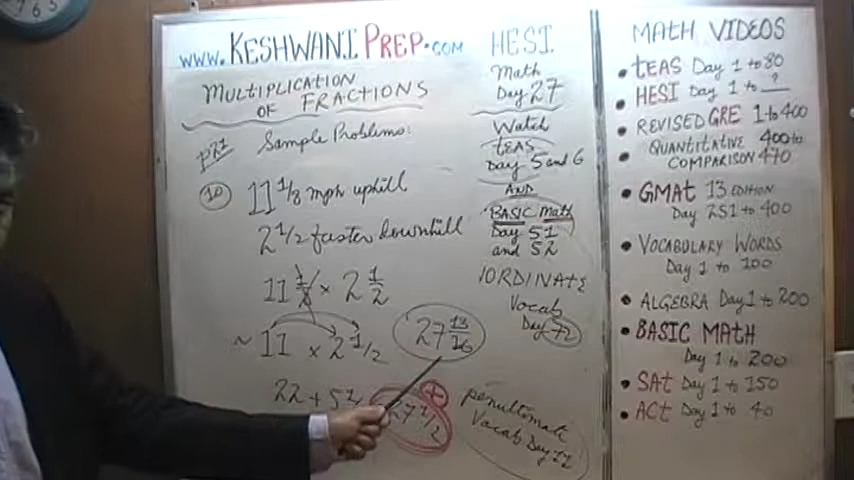 www.KESHWANIPREP.com
MULTIPLICATION
OF FRACTIONS
Sample Problems:
10 11 1/8 mph uphill
2 1/2 faster downhill
11 1/8 × 2 1/2
~ 11 × 2 1/2
27 13/16
22 + 5 1/
27 1/2
HESI
Math
Day 27
Watch
TEAS
Day 5 and 6
AND
BASIC math
Day 51
and 52
Vocab
Day 72
penultimate
Vocab Day 72
MATH VIDEOS
• TEAS Day 1 to 80
• HESI Day 1 to ?
• REVISED GRE 1 to 400
• QUANTITATIVE 400 to
COMPARISON 470
• GMAT 13 EDITION
Day 251 to 400
• VOCABULARY WORDS
Day 1 to 100
• ALGEBRA Day 1 to 200
• BASIC MATH
Day 1 to 200
• SAT Day 1 to 150
• ACT Day 1 to 40